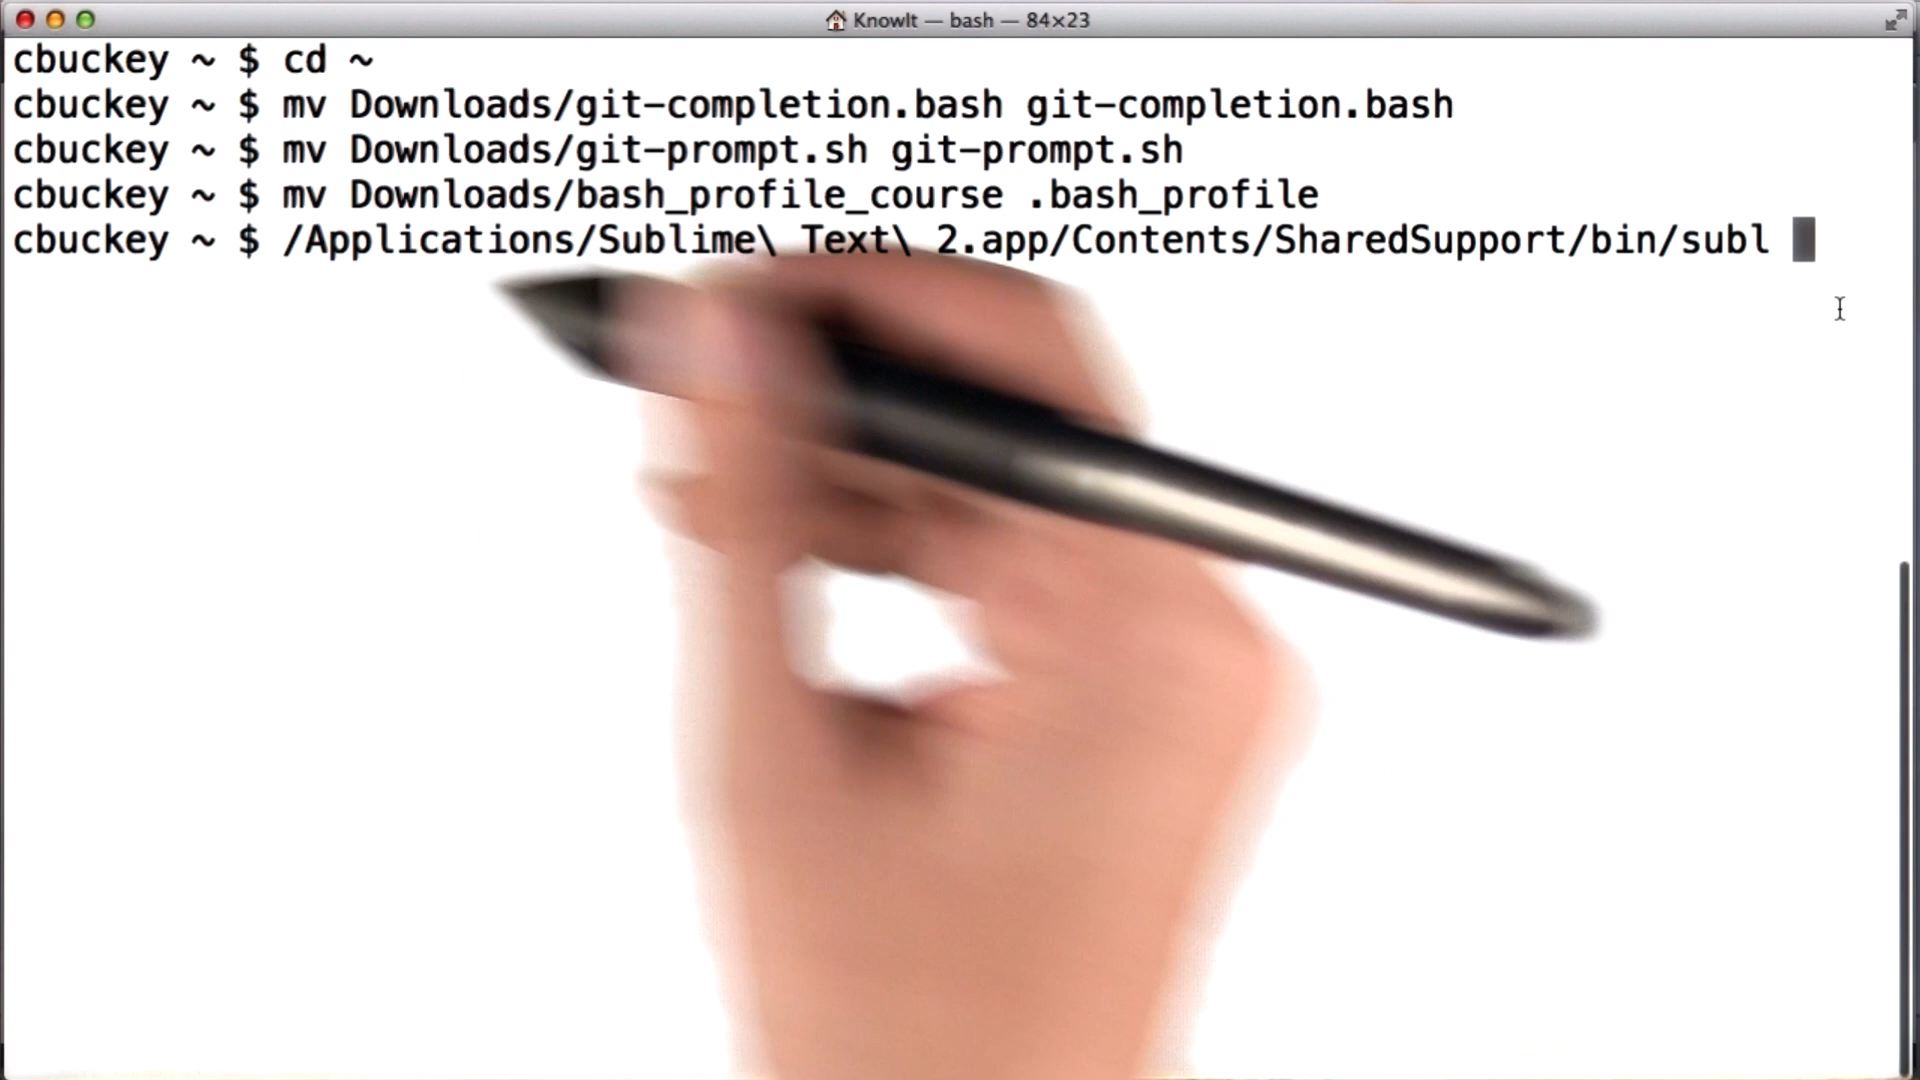 KnowIt — bash — 84×23
cbuckey ~ $ cd ~
cbuckey ~ $ mv Downloads/git-completion.bash git-completion.bash
cbuckey ~ $ mv Downloads/git-prompt.sh git-prompt.sh
cbuckey ~ $ mv Downloads/bash_profile_course .bash_profile
cbuckey ~ $ /Applications/Sublime\ Text\ 2.app/Contents/SharedSupport/bin/subl